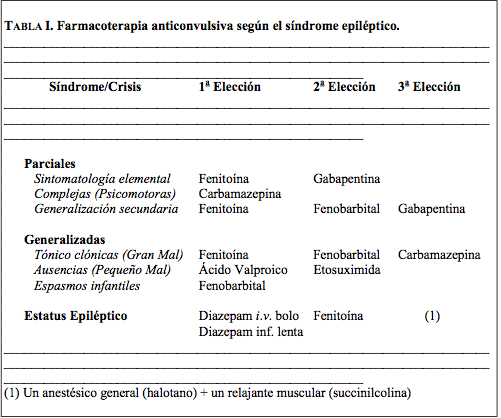 TABLA I. Farmacoterapia anticonvulsiva según el síndrome epiléptico.
Síndrome/Crisis 1ª Elección 2ª Elección 3ª Elección
Parciales
Sintomatología elemental Fenitoína Gabapentina
Complejas (Psicomotoras) Carbamazepina
Generalización secundaria Fenitoína Fenobarbital Gabapentina
Generalizadas
Tónico clónicas (Gran Mal) Fenitoína Fenobarbital Carbamazepina
Ausencias (Pequeño Mal) Ácido Valproico Etosuximida
Espasmos infantiles Fenobarbital
Estatus Epiléptico Diazepam i.v. bolo Fenitoína (1)
Diazepam inf. lenta
(1) Un anestésico general (halotano) + un relajante muscular (succinilcolina)